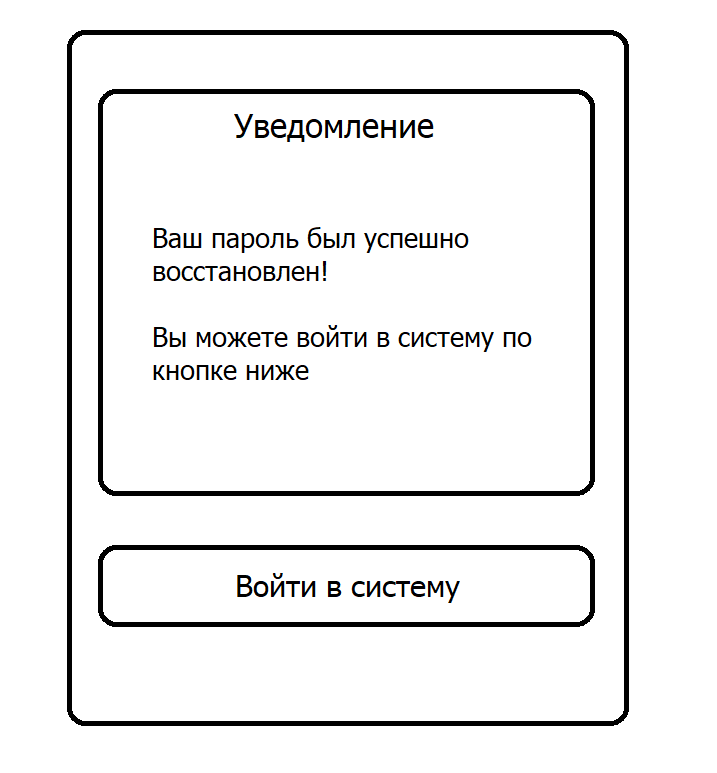 Уведомление
Ваш пароль был успешно
восстановлен!
Вы можете войти в систему по
кнопке ниже
Войти в систему